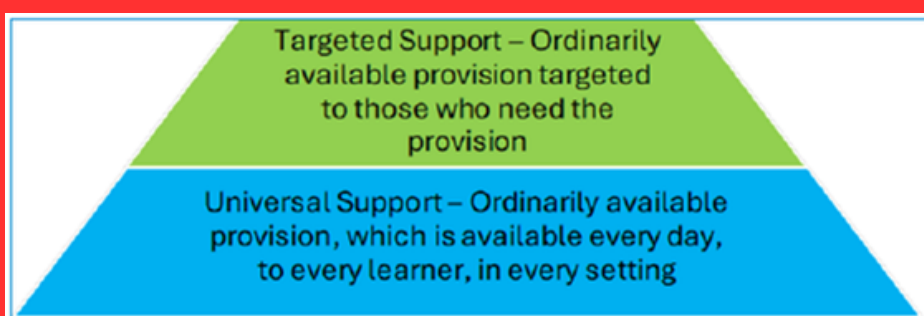 Targeted Support – Ordinarily
available provision targeted
to those who need the
provision
Universal Support – Ordinarily available
provision, which is available every day,
to every learner, in every setting